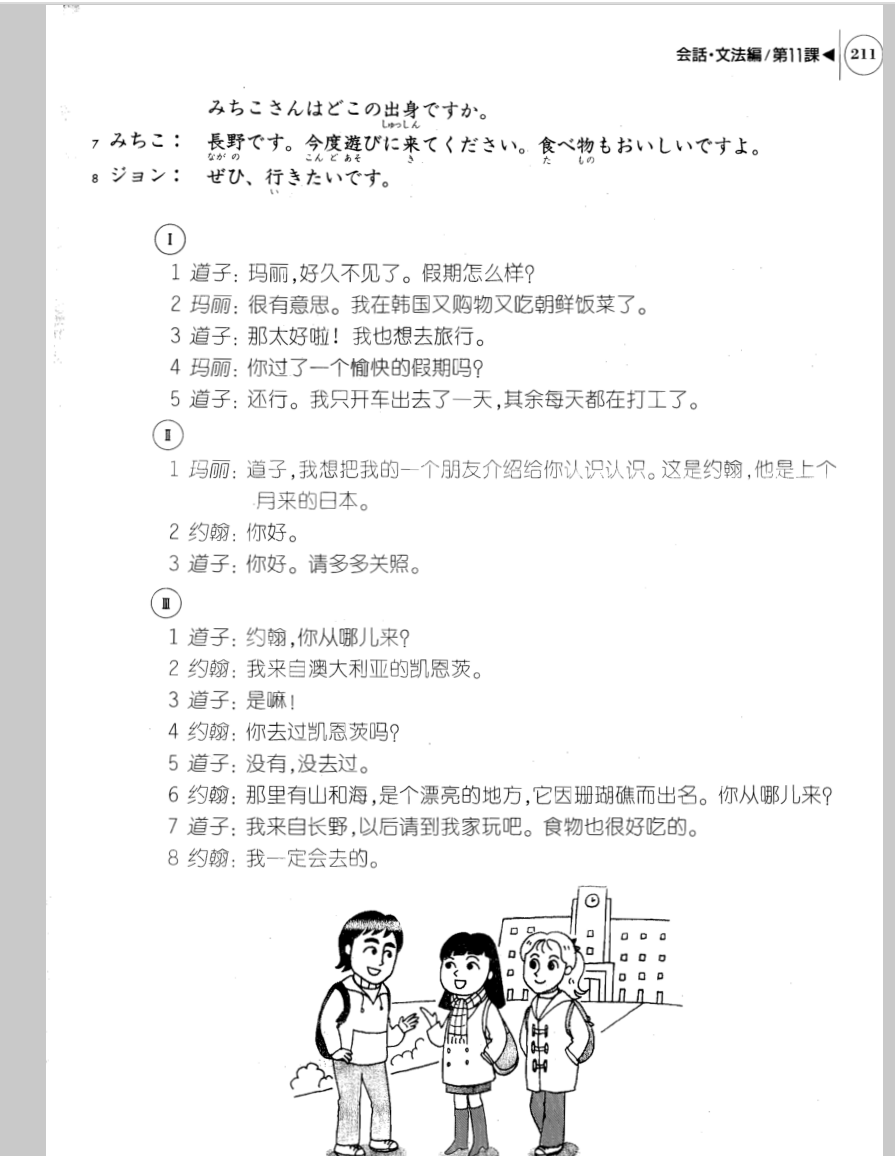 会話・文法編/第11課◀ 211
みちこさんはどこの出身ですか。
しゅっしん
7 みちこ: 長野です。今度遊びに来てください。食べ物もおいしいですよ。
ながの こんどあそ き た もの
8 ジョン: ぜひ、行きたいです。
い
Ⅰ
1 道子:玛丽,好久不见了。假期怎么样?
2 玛丽:很有意思。我在韩国又购物又吃朝鲜饭菜了。
3 道子:那太好啦!我也想去旅行。
4 玛丽:你过了一个愉快的假期吗?
5 道子:还行。我只开车出去了一天,其余每天都在打工了。
Ⅱ
1 玛丽:道子,我想把我的一个朋友介绍给你认识认识。这是约翰,他是上个
月来的日本。
2 约翰:你好。
3 道子:你好。请多多关照。
Ⅲ
1 道子:约翰,你从哪儿来?
2 约翰:我来自澳大利亚的凯恩茨。
3 道子:是嘛!
4 约翰:你去过凯恩茨吗?
5 道子:没有,没去过。
6 约翰:那里有山和海,是个漂亮的地方,它因珊瑚礁而出名。你从哪儿来?
7 道子:我来自长野,以后请到我家玩吧。食物也很好吃的。
8 约翰:我一定会去的。